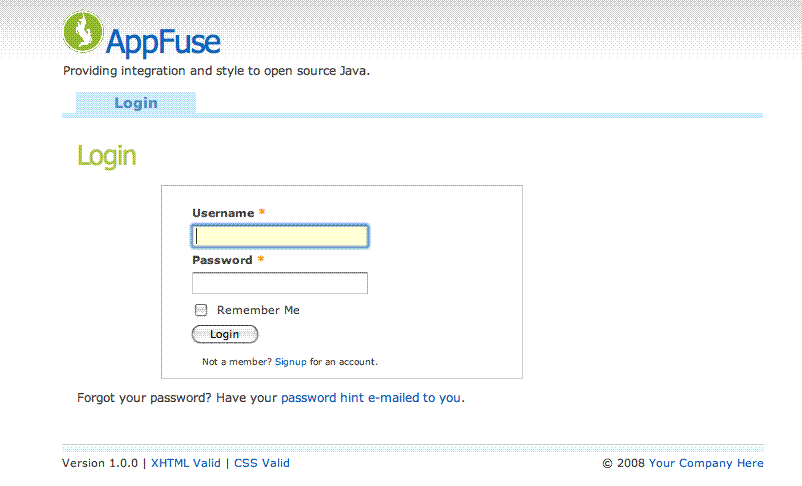 AppFuse
Providing integration and style to open source Java.
Login
Login
Username *
Password *
Remember Me
Login
Not a member? Signup for an account.
Forgot your password? Have your password hint e-mailed to you.
Version 1.0.0 | XHTML Valid | CSS Valid
© 2008 Your Company Here